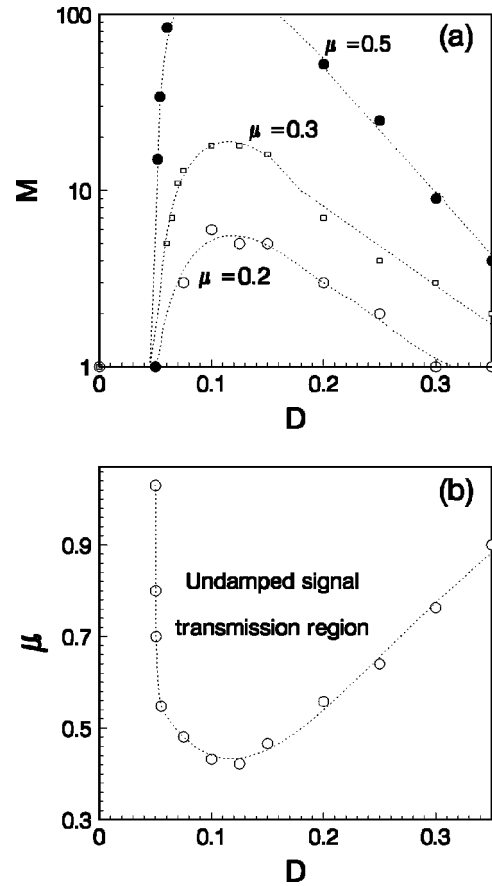 100
(a)
μ =0.5
μ =0.3
M
10
μ =0.2
1
0
0.1
0.2
0.3
D
(b)
0.9
Undamped signal
transmission region
μ
0.7
0.5
0.3
0
0.1
0.2
0.3
D